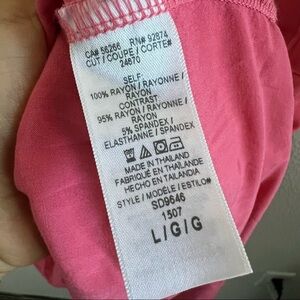 CA# 56266 RN# 92874
CUT / COUPE / CORTE#
24670
SELF
100% RAYON / RAYONNE /
RAYON
CONTRAST
95% RAYON / RAYONNE /
RAYON
5% SPANDEX /
ELASTHANNE / SPANDEX
MADE IN THAILAND
FABRIQUÉ EN THAILANDE
HECHO EN TAILANDIA
STYLE / MODÈLE / ESTILO#
SD9646
1507
L/G/G